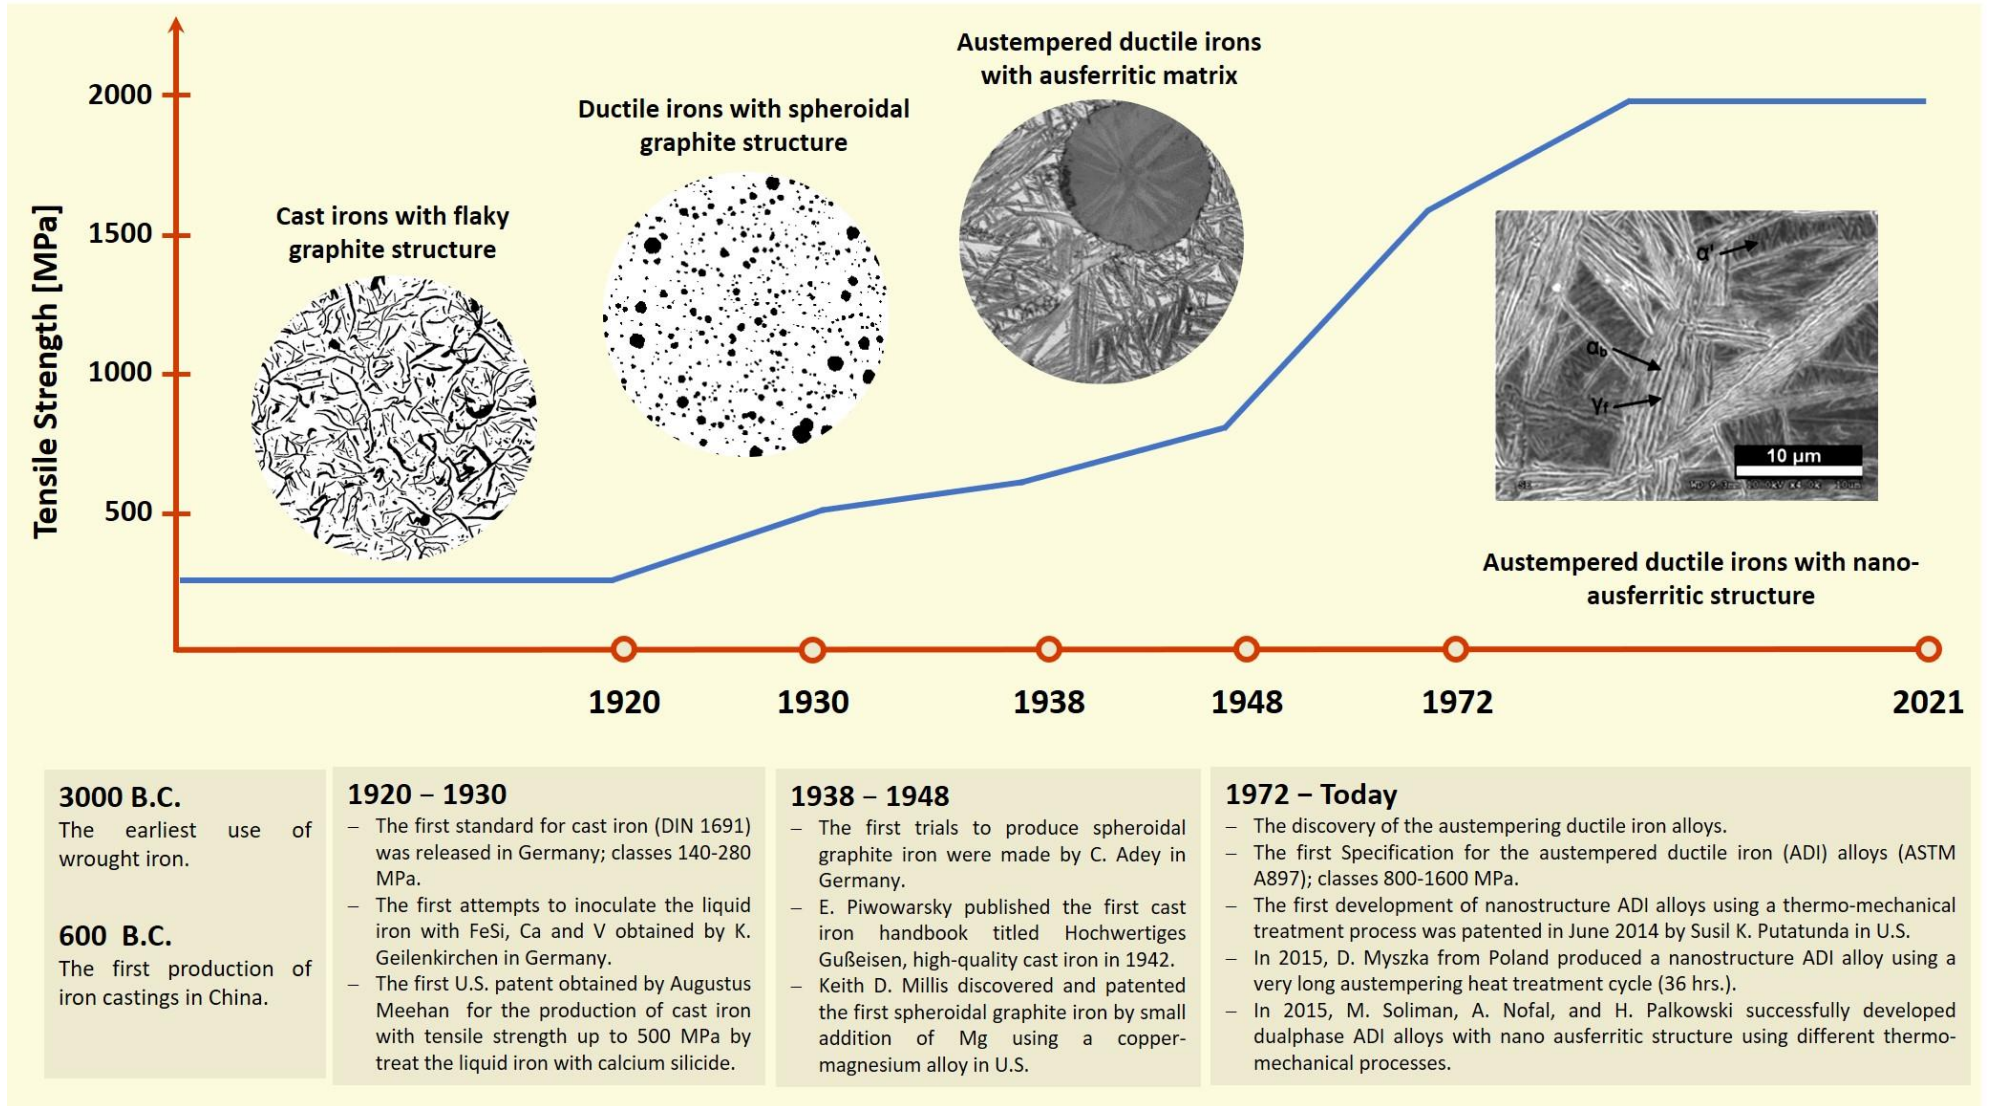 Austempered ductile irons
with ausferritic matrix
2000
Ductile irons with spheroidal
graphite structure
Cast irons with flaky
graphite structure
1500
Tensile Strength [MPa]
1000
500
α'
αb
γf
10 µm
Austempered ductile irons with nano-
ausferritic structure
1920
1930
1938
1948
1972
2021
3000 B.C.
The earliest use of
wrought iron.
600 B.C.
The first production of
iron castings in China.
1920 – 1930
– The first standard for cast iron (DIN 1691)
was released in Germany; classes 140-280
MPa.
– The first attempts to inoculate the liquid
iron with FeSi, Ca and V obtained by K.
Geilenkirchen in Germany.
– The first U.S. patent obtained by Augustus
Meehan for the production of cast iron
with tensile strength up to 500 MPa by
treat the liquid iron with calcium silicide.
1938 – 1948
– The first trials to produce spheroidal
graphite iron were made by C. Adey in
Germany.
– E. Piwowarsky published the first cast
iron handbook titled Hochwertiges
Gußeisen, high-quality cast iron in 1942.
– Keith D. Millis discovered and patented
the first spheroidal graphite iron by small
addition of Mg using a copper-
magnesium alloy in U.S.
1972 – Today
– The discovery of the austempering ductile iron alloys.
– The first Specification for the austempered ductile iron (ADI) alloys (ASTM
A897); classes 800-1600 MPa.
– The first development of nanostructure ADI alloys using a thermo-mechanical
treatment process was patented in June 2014 by Susil K. Putatunda in U.S.
– In 2015, D. Myszka from Poland produced a nanostructure ADI alloy using a
very long austempering heat treatment cycle (36 hrs.).
– In 2015, M. Soliman, A. Nofal, and H. Palkowski successfully developed
dualphase ADI alloys with nano ausferritic structure using different thermo-
mechanical processes.